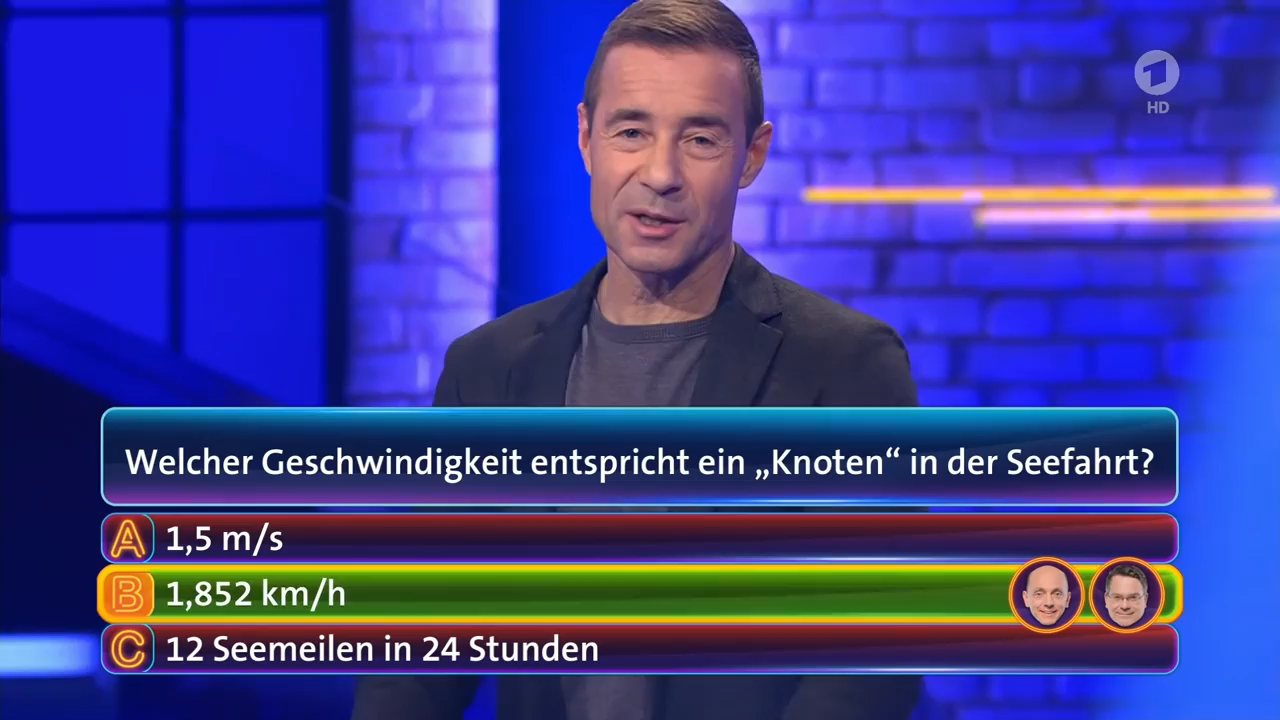 1
HD
Welcher Geschwindigkeit entspricht ein „Knoten“ in der Seefahrt?
A 1,5 m/s
B 1,852 km/h
C 12 Seemeilen in 24 Stunden